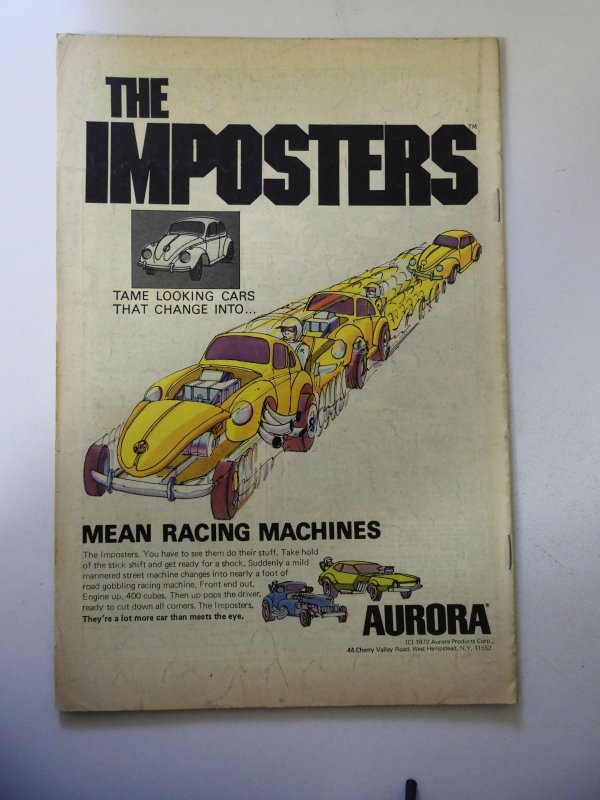 THE
IMPOSTERS™
TAME LOOKING CARS
THAT CHANGE INTO...
MEAN RACING MACHINES
The Imposters. You have to see them do their stuff. Take hold
of the stick shift and get ready for a shock. Suddenly a mild
mannered street machine changes into nearly a foot of
road gobbling racing machine. Front end out.
Engine up, 400 cubes. Then up pops the driver,
ready to cut down all comers. The Imposters.
They're a lot more car than meets the eye.
AURORA®
(C) 1972 Aurora Products Corp.,
44 Cherry Valley Road, West Hempstead, N.Y. 11552